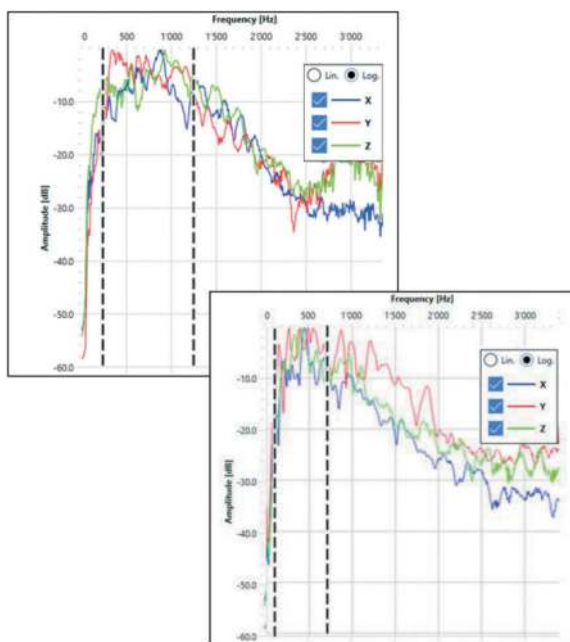 Frequency [Hz]
0 500 1'000 1'500 2'000 2'500 3'000
Lin. Log.
X
Y
Z
Amplitude [dB]
-10.0
-20.0
-30.0
-40.0
-50.0
-60.0
Frequency [Hz]
0 500 1'000 1'500 2'000 2'500 3'000
Lin. Log.
X
Y
Z
Amplitude [dB]
-10.0
-20.0
-30.0
-40.0
-50.0
-60.0